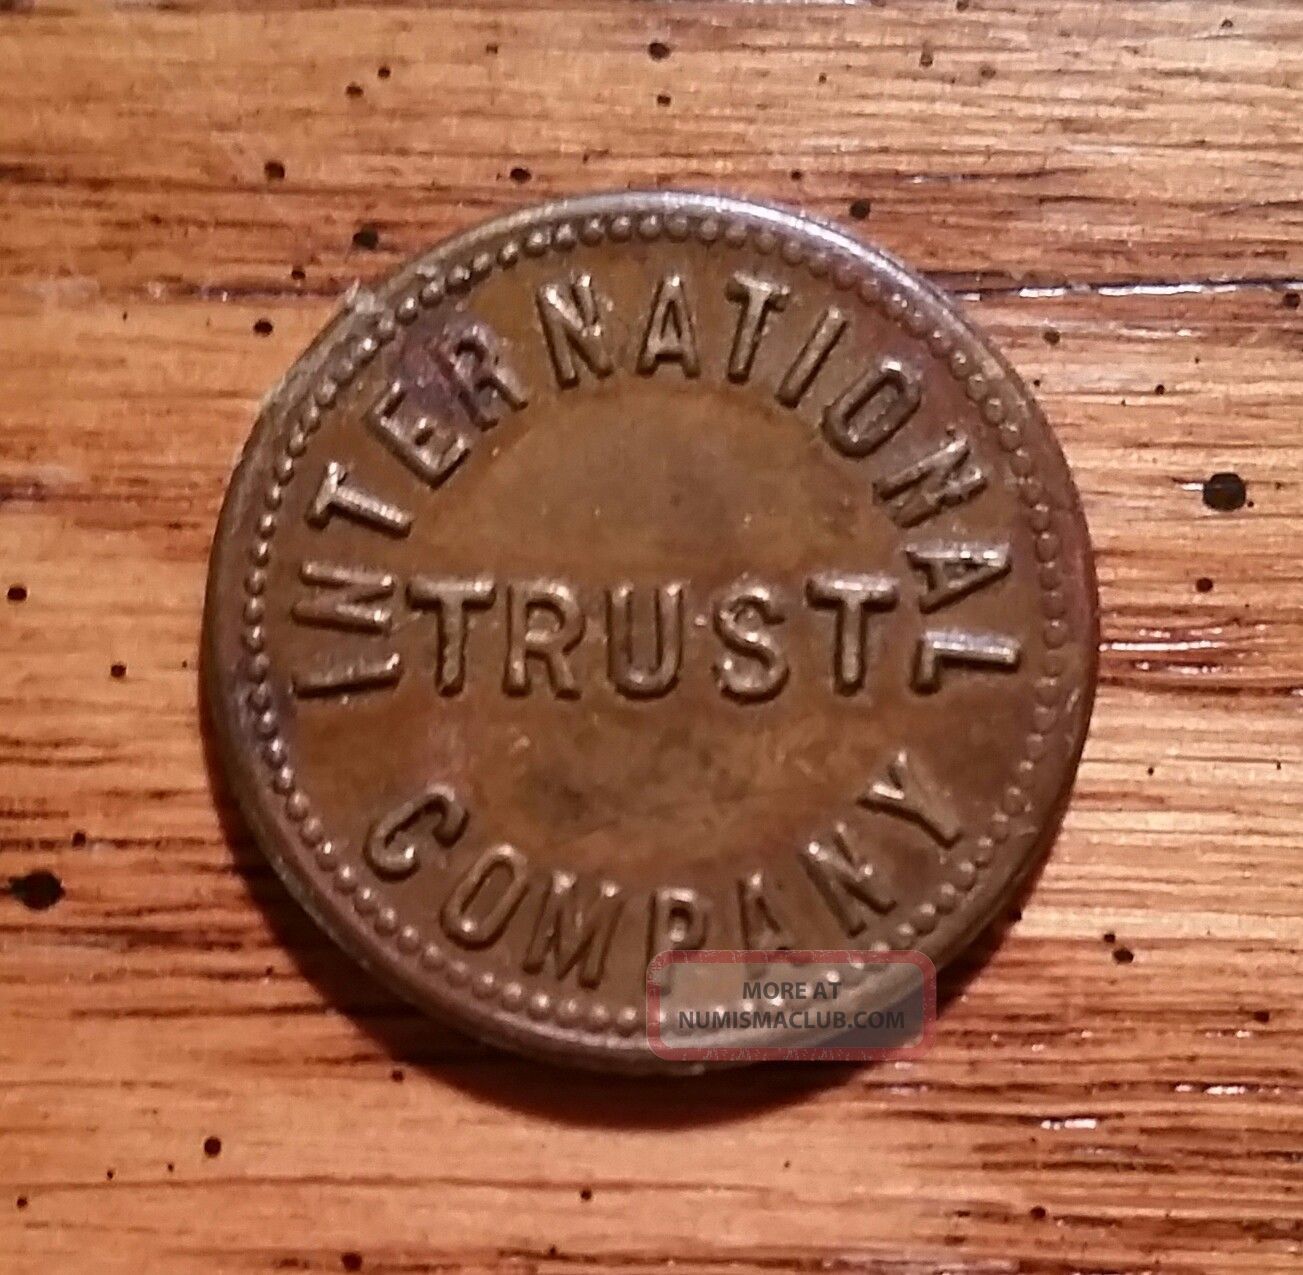 INTERNATIONAL
TRUST
COMPANY
MORE AT
NUMISMACLUB.COM